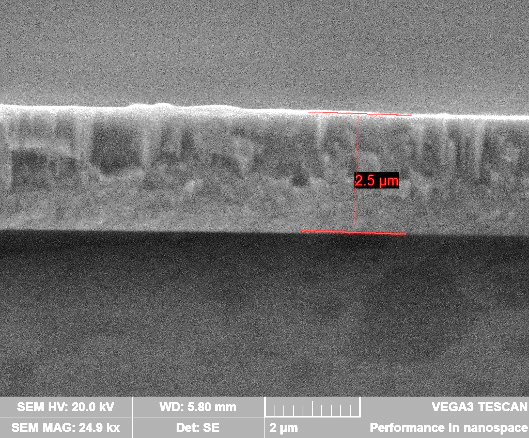 2.5 µm
SEM HV: 20.0 kV WD: 5.80 mm VEGA3 TESCAN
SEM MAG: 24.9 kx Det: SE 2 µm Performance in nanospace